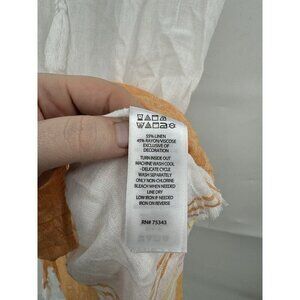 55% LINEN
45% RAYON/VISCOSE
EXCLUSIVE OF
DECORATION
TURN INSIDE OUT
MACHINE WASH COOL
-DELICATE CYCLE
WASH SEPARATELY
ONLY NON-CHLORINE
BLEACH WHEN NEEDED
LINE DRY
LOW IRON IF NEEDED
IRON ON REVERSE
RN# 75343